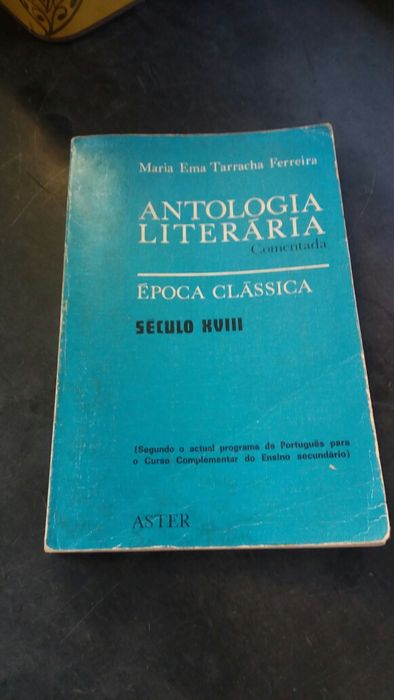 Maria Ema Tarracha Ferreira
ANTOLOGIA
LITERÁRIA
Comentada
ÉPOCA CLÁSSICA
SÉCULO XVIII
(Segundo o actual programa de Português para
o Curso Complementar do Ensino secundário)
ASTER